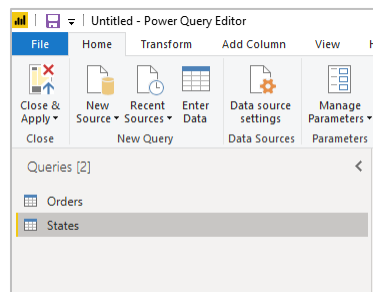 Untitled - Power Query Editor
File Home Transform Add Column View
Close & Apply
New Source
Recent Sources
Enter Data
Data source settings
Manage Parameters
Close New Query Data Sources Parameters
Queries [2]
Orders
States